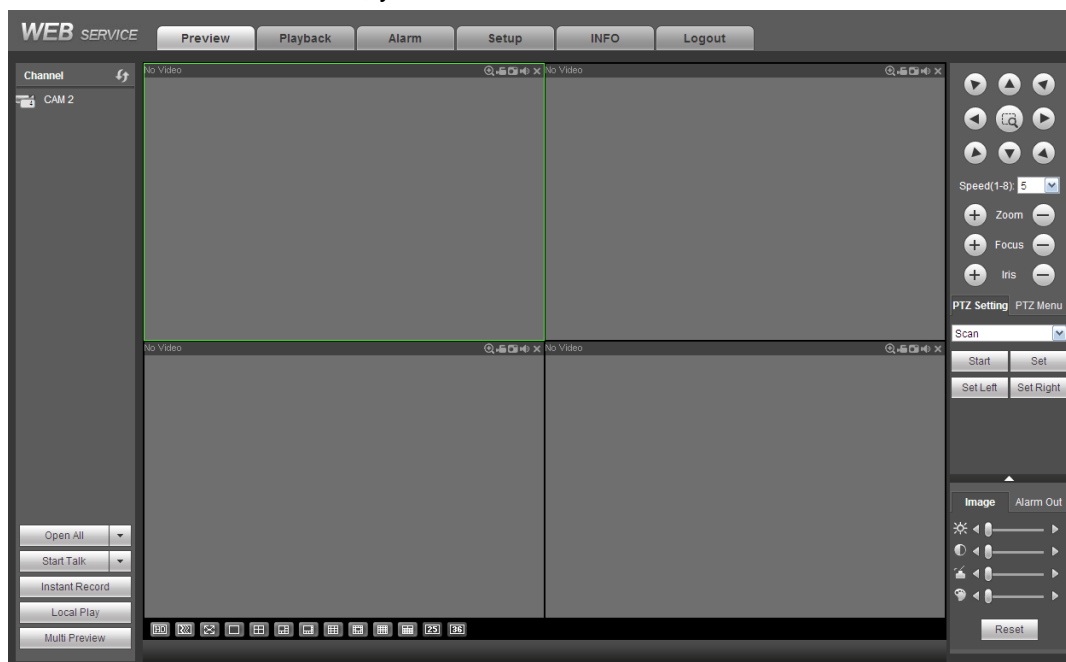 WEB SERVICE
Preview Playback Alarm Setup INFO Logout
Channel
CAM 2
No Video
No Video
No Video
No Video
Speed(1-8): 5
Zoom
Focus
Iris
PTZ Setting PTZ Menu
Scan
Start Set
Set Left Set Right
Image Alarm Out
Reset
Open All
Start Talk
Instant Record
Local Play
Multi Preview
HD 25 36